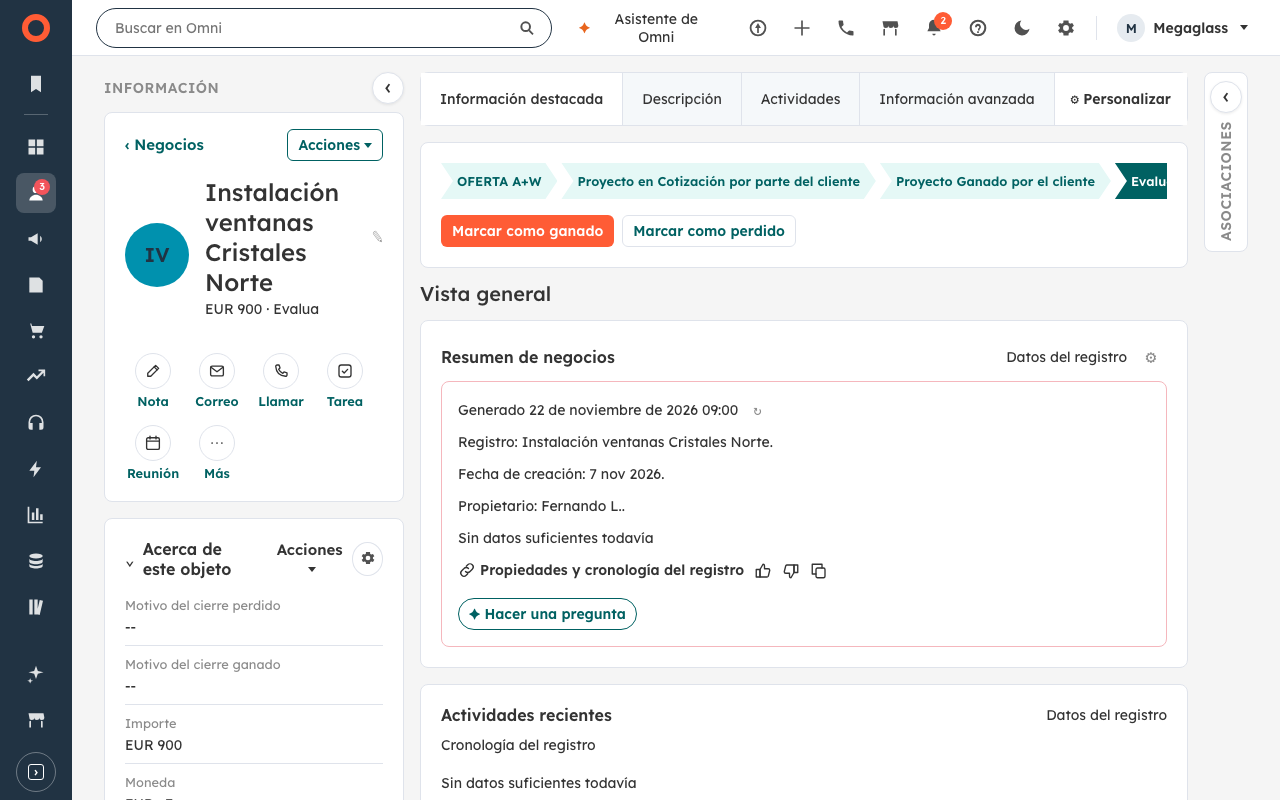 Buscar en Omni
Asistente de
Omni
2
M
Megaglass
3
INFORMACIÓN
‹ Negocios
Acciones
IV
Instalación
ventanas
Cristales
Norte
EUR 900 · Evalua
Nota
Correo
Llamar
Tarea
Reunión
Más
Acerca de
este objeto
Acciones
Motivo del cierre perdido
--
Motivo del cierre ganado
--
Importe
EUR 900
Moneda
Información destacada
Descripción
Actividades
Información avanzada
Personalizar
OFERTA A+W
Proyecto en Cotización por parte del cliente
Proyecto Ganado por el cliente
Evalu
Marcar como ganado
Marcar como perdido
Vista general
Resumen de negocios
Datos del registro
Generado 22 de noviembre de 2026 09:00
Registro: Instalación ventanas Cristales Norte.
Fecha de creación: 7 nov 2026.
Propietario: Fernando L..
Sin datos suficientes todavía
Propiedades y cronología del registro
Hacer una pregunta
Actividades recientes
Datos del registro
Cronología del registro
Sin datos suficientes todavía
ASOCIACIONES